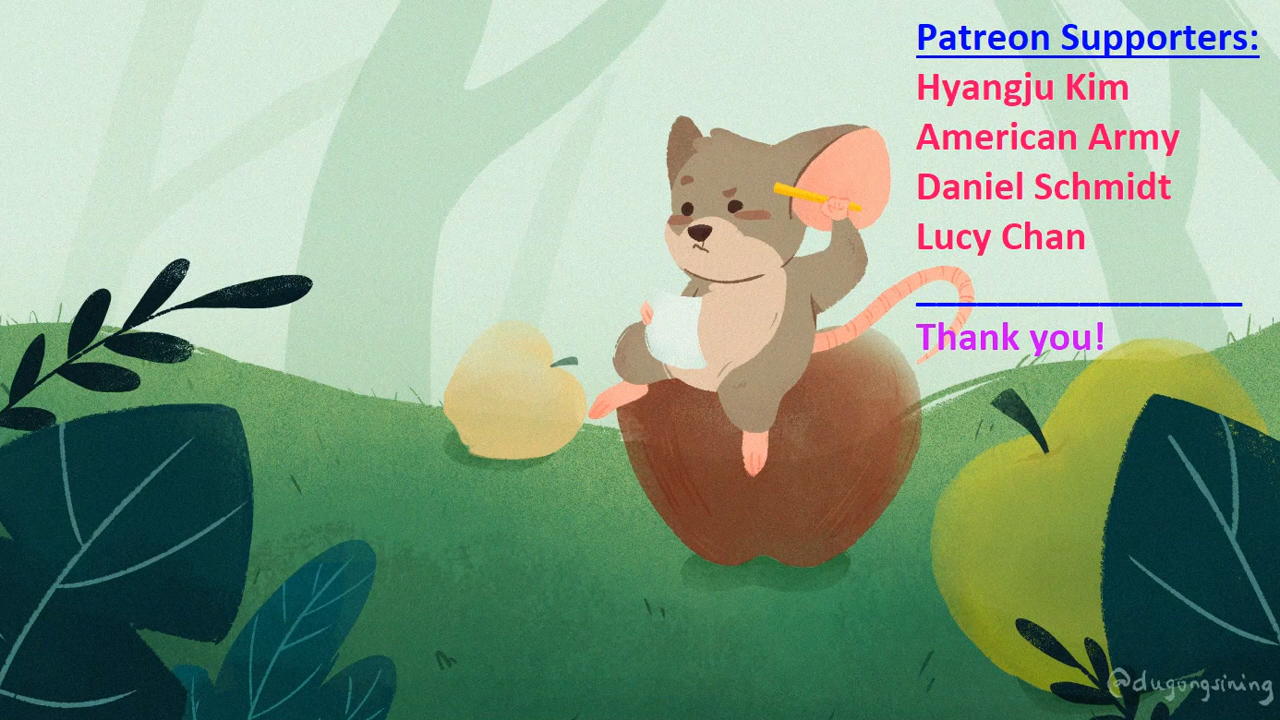 Patreon Supporters:
Hyangju Kim
American Army
Daniel Schmidt
Lucy Chan
Thank you!
@dugongsining